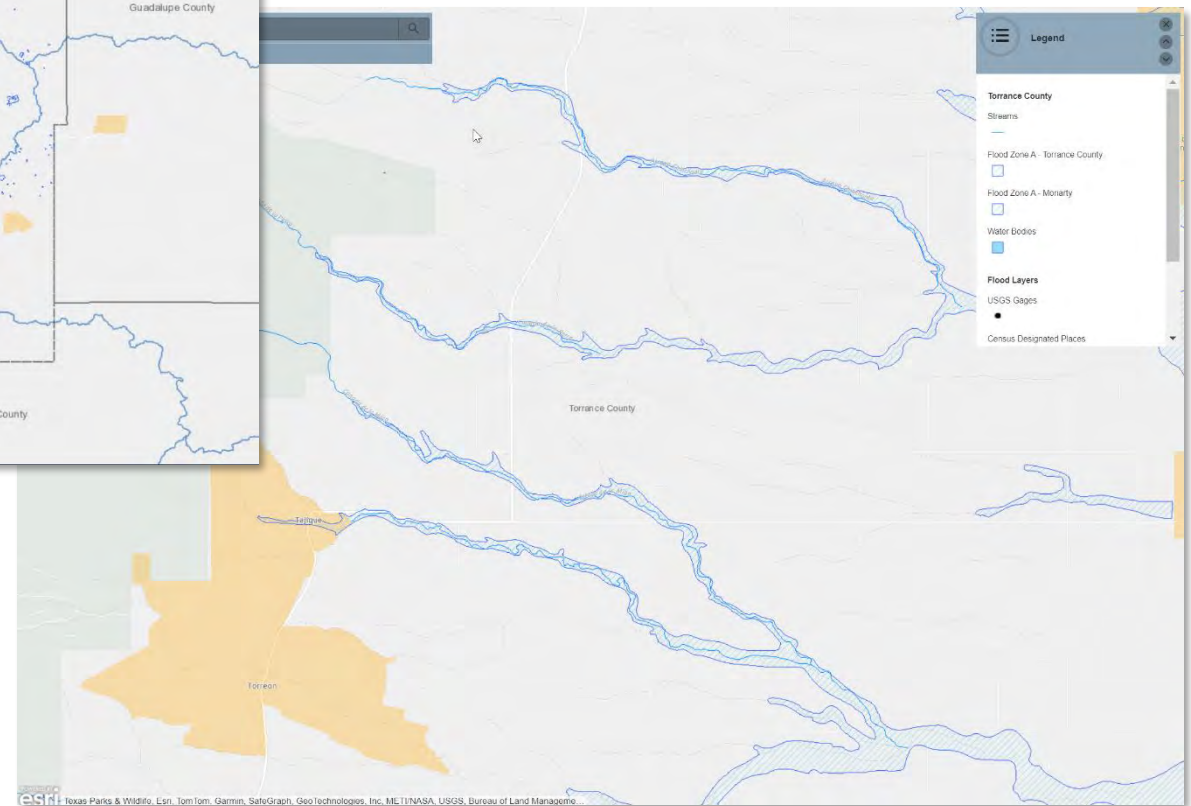 Guadalupe County
County
Legend
Torrance County
Streams
Flood Zone A - Torrance County
Flood Zone A - Moriarty
Water Bodies
Flood Layers
USGS Gages
Census Designated Places
Torrance County
Tajique
Torreon
esri
Texas Parks & Wildlife, Esri, TomTom, Garmin, SafeGraph, GeoTechnologies, Inc, METI/NASA, USGS, Bureau of Land Manageme...